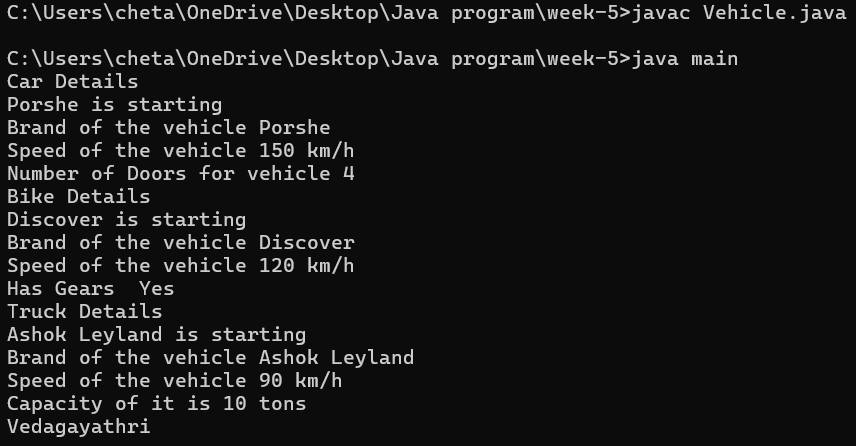 C:\Users\cheta\OneDrive\Desktop\Java program\week-5>javac Vehicle.java
C:\Users\cheta\OneDrive\Desktop\Java program\week-5>java main
Car Details
Porshe is starting
Brand of the vehicle Porshe
Speed of the vehicle 150 km/h
Number of Doors for vehicle 4
Bike Details
Discover is starting
Brand of the vehicle Discover
Speed of the vehicle 120 km/h
Has Gears  Yes
Truck Details
Ashok Leyland is starting
Brand of the vehicle Ashok Leyland
Speed of the vehicle 90 km/h
Capacity of it is 10 tons
Vedagayathri